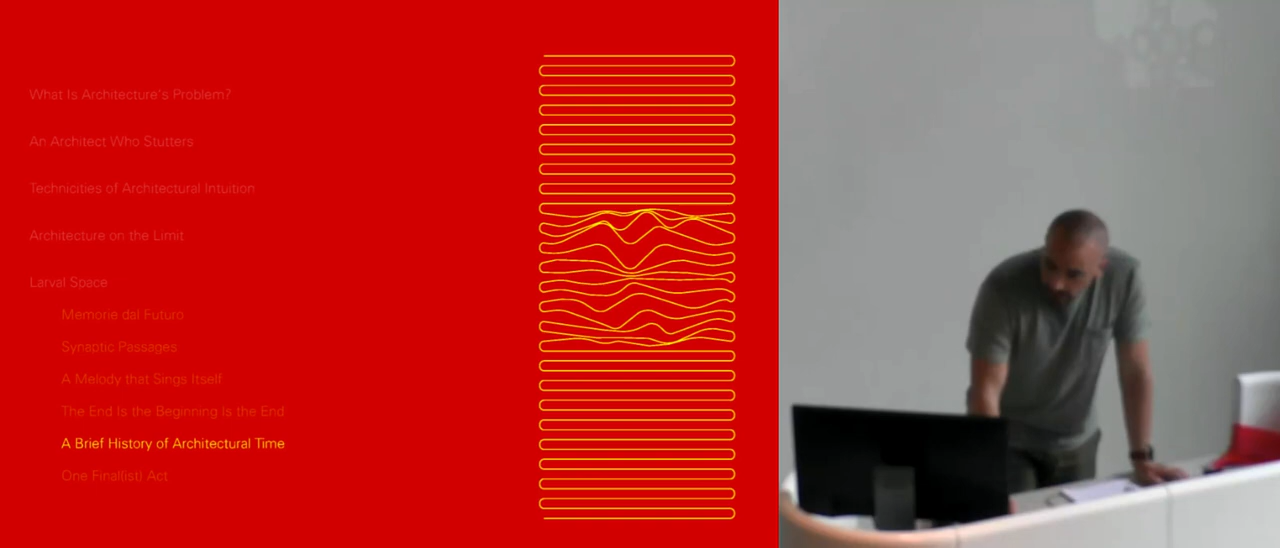 What Is Architecture's Problem?
An Architect Who Stutters
Technicities of Architectural Intuition
Architecture on the Limit
Larval Space
Memorie dal Futuro
Synaptic Passages
A Melody that Sings Itself
The End Is the Beginning Is the End
A Brief History of Architectural Time
One Final(ist) Act